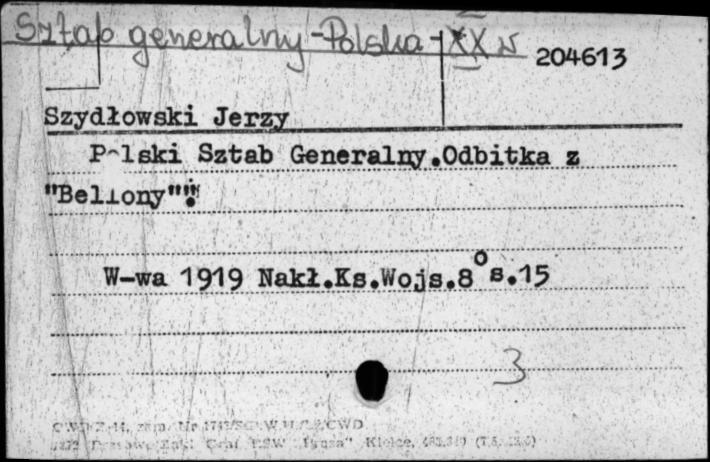 Sztab generalny - Polska - XX w
204613
Szydłowski Jerzy
Polski Sztab Generalny.Odbitka z
"Bellony"
W-wa 1919 Nakł.Ks.Wojs.8° s.15
3